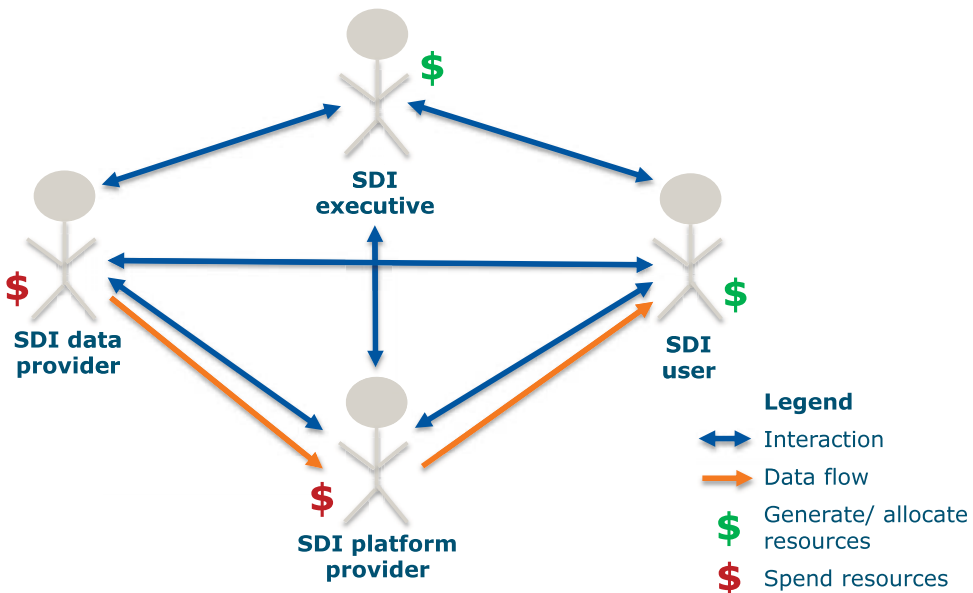 $
SDI
executive
$
SDI data
provider
$
SDI
user
$
SDI platform
provider
Legend
Interaction
Data flow
$ Generate/ allocate
resources
$ Spend resources